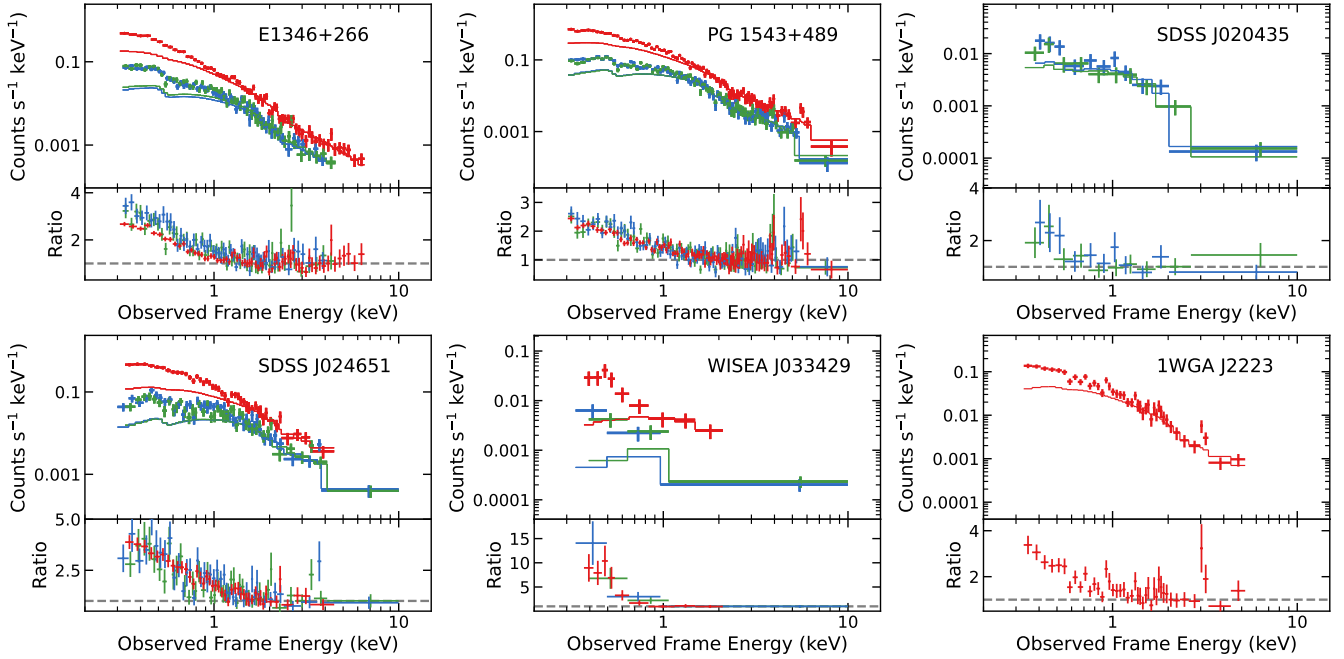 E1346+266
Counts s⁻¹ keV⁻¹
0.1
0.001
Ratio
4
2
1
10
Observed Frame Energy (keV)
PG 1543+489
Counts s⁻¹ keV⁻¹
0.1
0.001
Ratio
3
2
1
1
10
Observed Frame Energy (keV)
SDSS J020435
Counts s⁻¹ keV⁻¹
0.01
0.001
0.0001
Ratio
4
2
1
10
Observed Frame Energy (keV)
SDSS J024651
Counts s⁻¹ keV⁻¹
0.1
0.001
Ratio
5.0
2.5
1
10
Observed Frame Energy (keV)
WISEA J033429
Counts s⁻¹ keV⁻¹
0.1
0.01
0.001
0.0001
Ratio
15
10
5
1
10
Observed Frame Energy (keV)
1WGA J2223
Counts s⁻¹ keV⁻¹
0.1
0.01
0.001
0.0001
Ratio
4
2
1
10
Observed Frame Energy (keV)